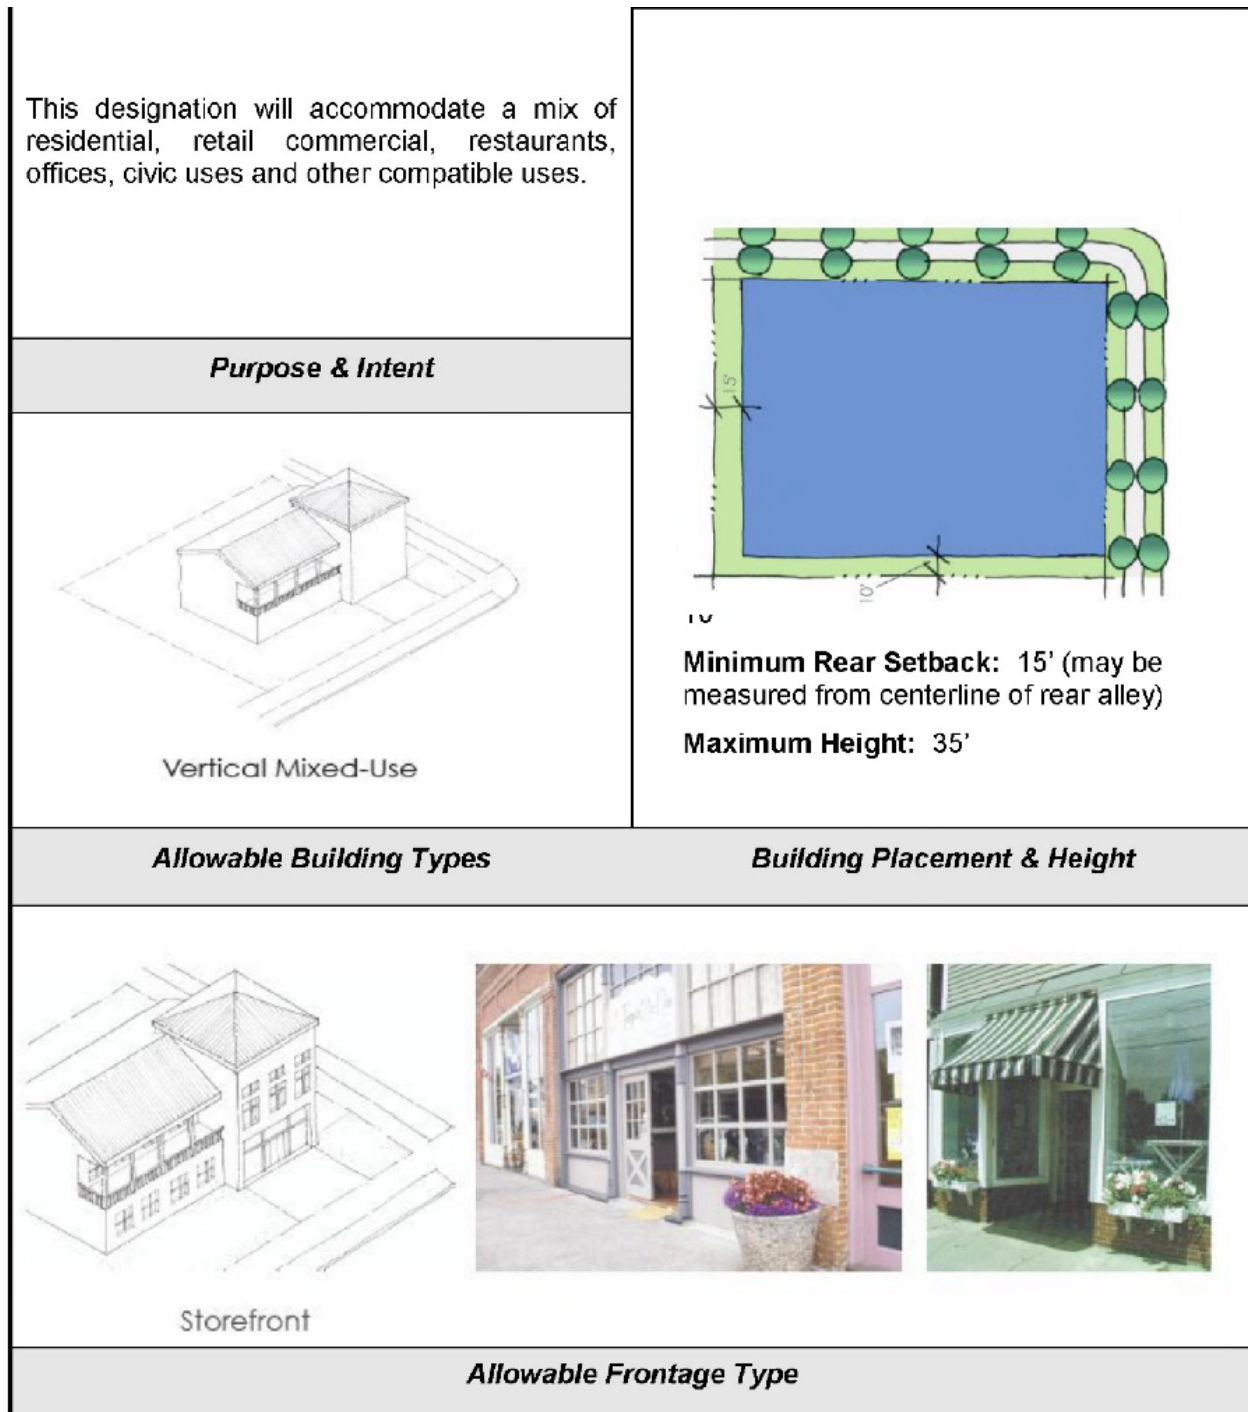 This designation will accommodate a mix of
residential, retail commercial, restaurants,
offices, civic uses and other compatible uses.
Purpose & Intent
Vertical Mixed-Use
15'
10'
Minimum Rear Setback: 15’ (may be
measured from centerline of rear alley)
Maximum Height: 35’
Allowable Building Types
Building Placement & Height
Storefront
Allowable Frontage Type